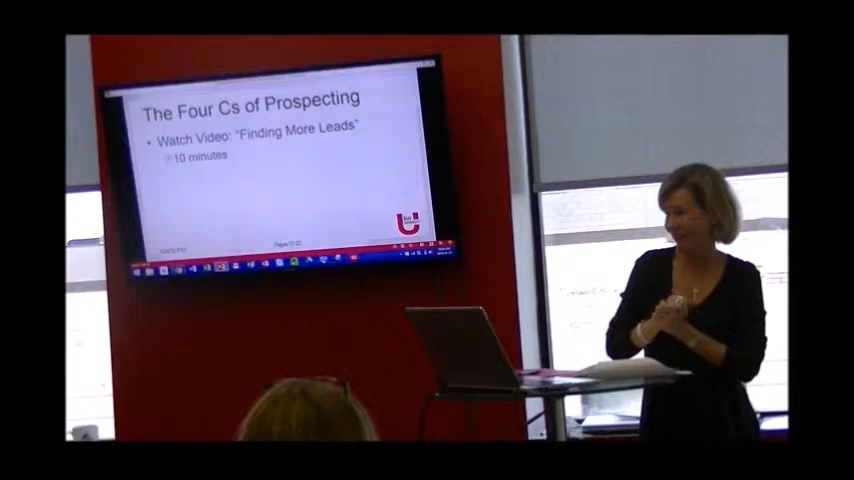 The Four Cs of Prospecting
• Watch Video: "Finding More Leads"
10 minutes